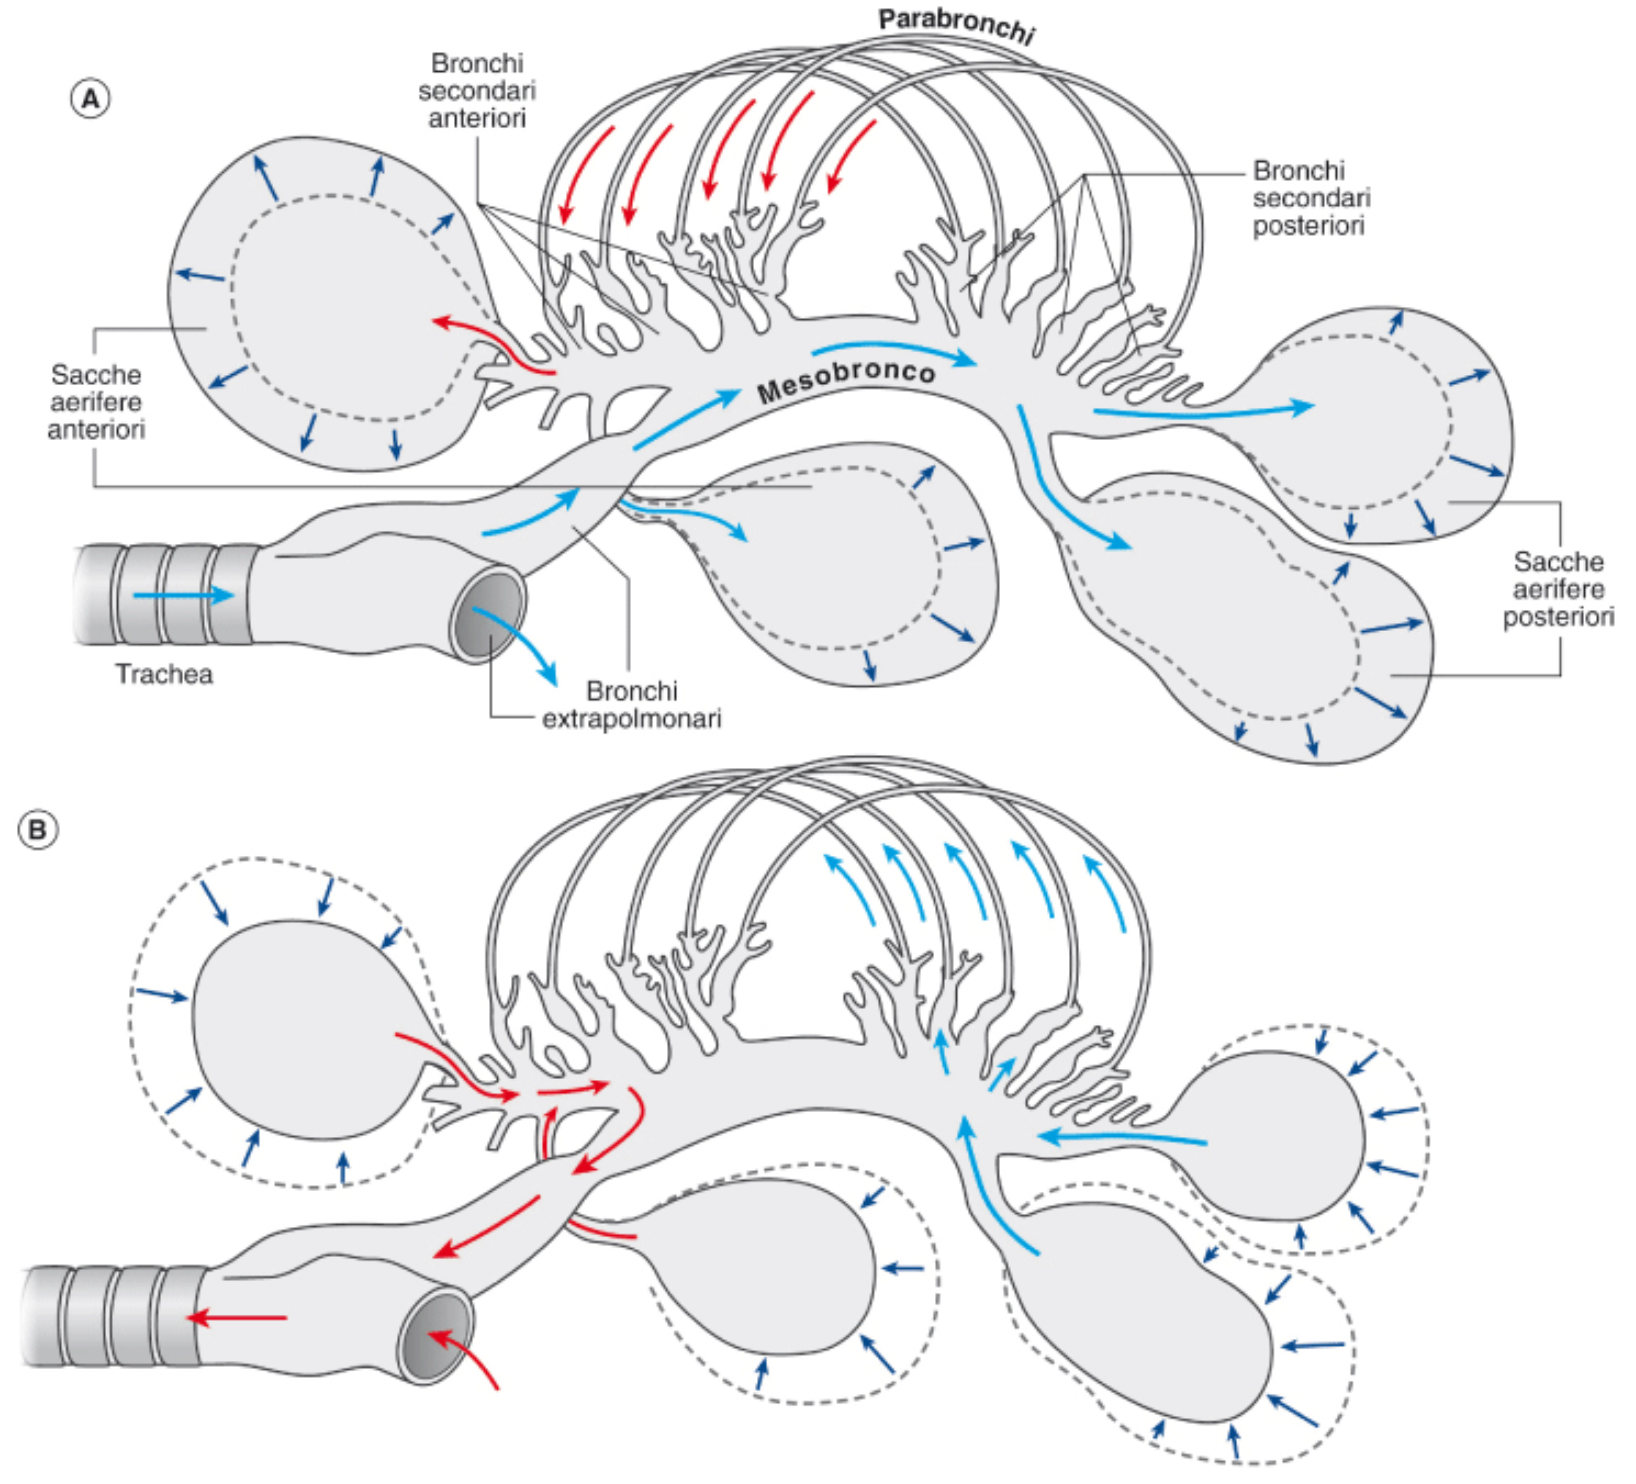 Parabronchi
A
Bronchi
secondari
anteriori
Bronchi
secondari
posteriori
Sacche
aerifere
anteriori
Mesobronco
Sacche
aerifere
posteriori
Trachea
Bronchi
extrapolmonari
B